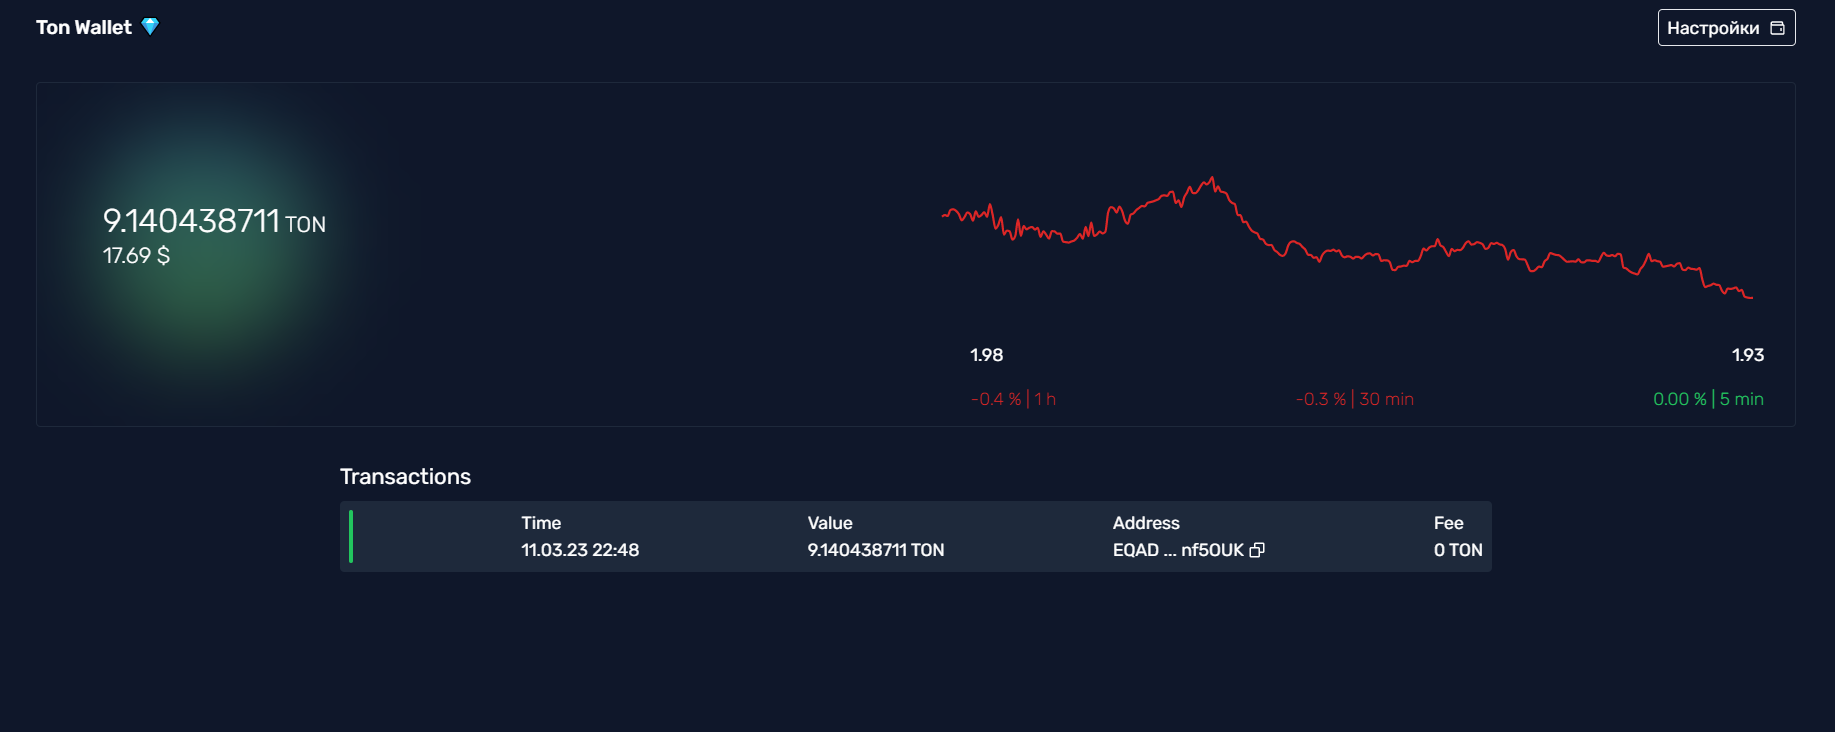 Ton Wallet
Настройки
9.140438711 TON
17.69 $
1.98 1.93
-0.4 % | 1 h -0.3 % | 30 min 0.00 % | 5 min
Transactions
Time Value Address Fee
11.03.23 22:48 9.140438711 TON EQAD ... nf5OUK 0 TON